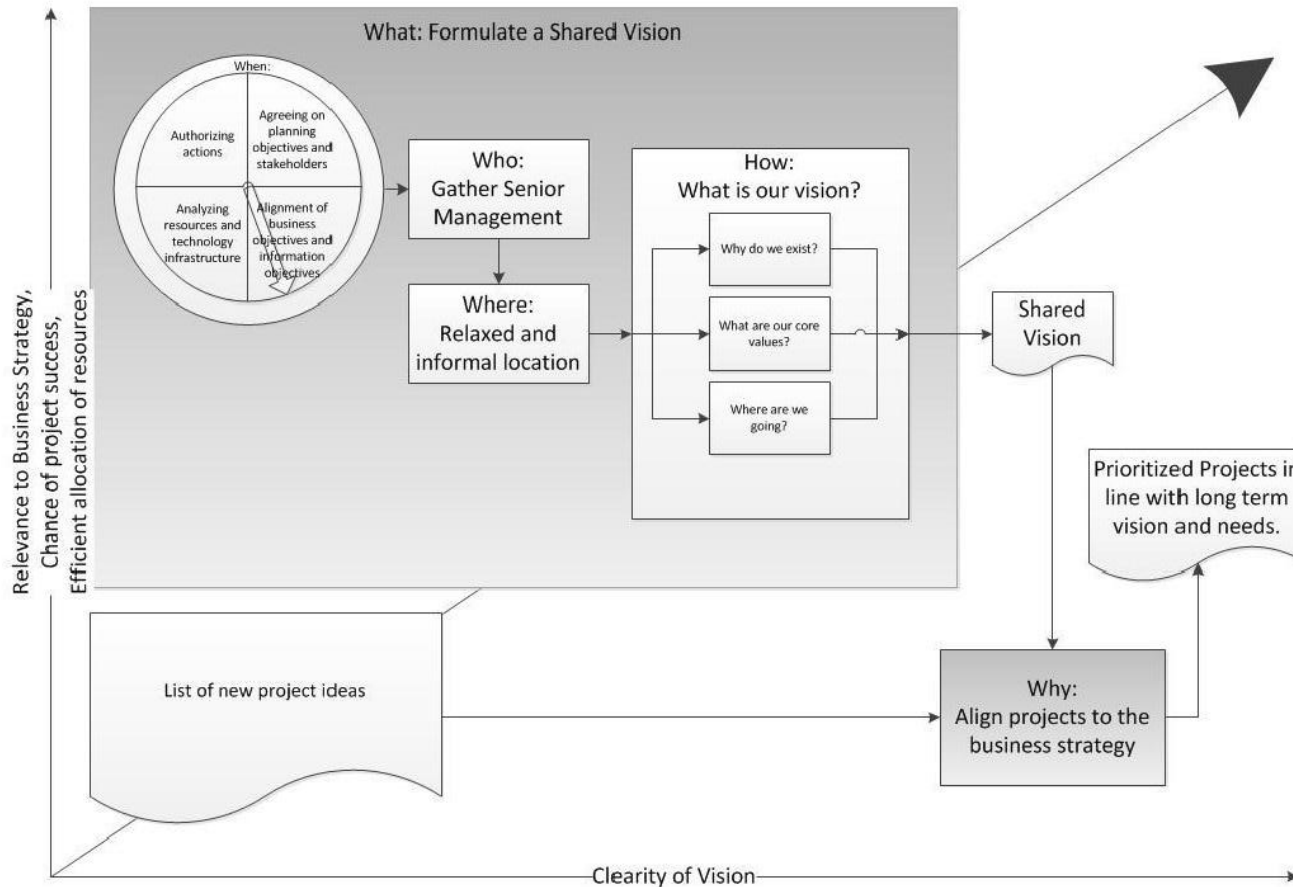 What: Formulate a Shared Vision
When:
Authorizing
actions
Agreeing on
planning
objectives and
stakeholders
Analyzing
resources and
technology
infrastructure
Alignment of
business
objectives and
information
objectives
Who:
Gather Senior
Management
Where:
Relaxed and
informal location
How:
What is our vision?
Why do we exist?
What are our core
values?
Where are we
going?
Shared
Vision
Prioritized Projects in
line with long term
vision and needs.
Relevance to Business Strategy,
Chance of project success,
Efficient allocation of resources
List of new project ideas
Why:
Align projects to the
business strategy
Clearity of Vision